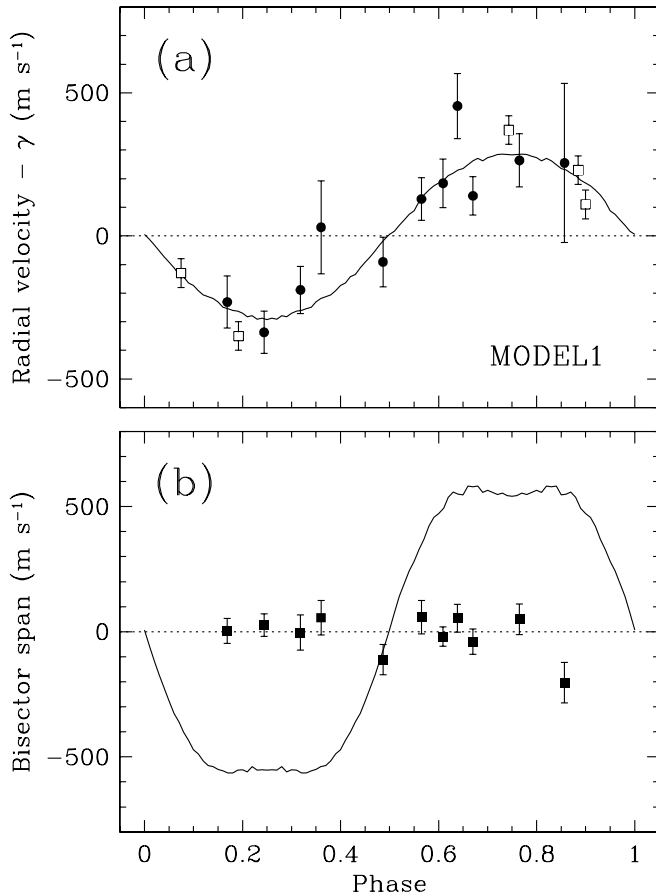 (a)
Radial velocity − γ (m s⁻¹)
500
0
−500
MODEL1
(b)
Bisector span (m s⁻¹)
500
0
−500
0
0.2
0.4
0.6
0.8
1
Phase